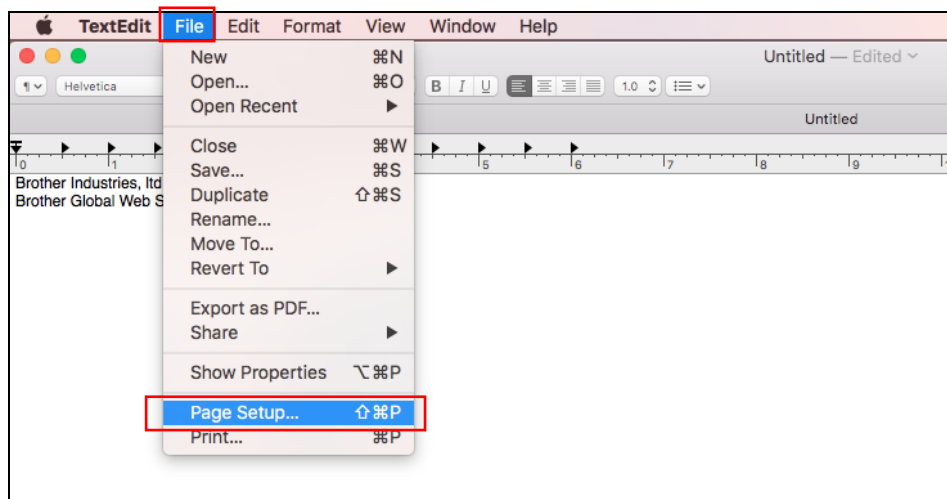 TextEdit File Edit Format View Window Help
Untitled — Edited
¶ Helvetica B I U 1.0
Untitled
0 1 5 6 7 8 9
New ⌘N
Open... ⌘O
Open Recent ▶
Close ⌘W
Save... ⌘S
Duplicate ⇧⌘S
Rename...
Move To...
Revert To ▶
Export as PDF...
Share ▶
Show Properties ⌥⌘P
Page Setup... ⇧⌘P
Print... ⌘P
Brother Industries, ltd
Brother Global Web S